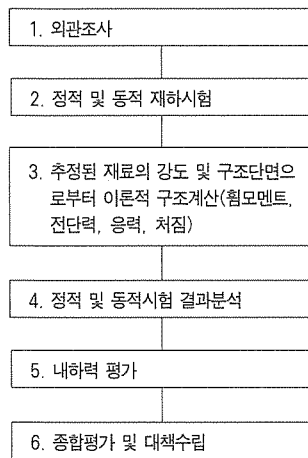 1. 외관조사
2. 정적 및 동적 재하시험
3. 추정된 재료의 강도 및 구조단면으
로부터 이론적 구조계산(휨모멘트,
전단력, 응력, 처짐)
4. 정적 및 동적시험 결과분석
5. 내하력 평가
6. 종합평가 및 대책수립